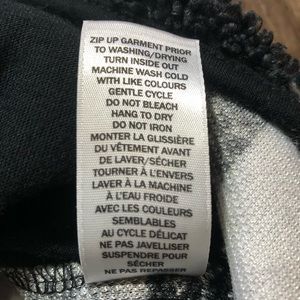 ZIP UP GARMENT PRIOR
TO WASHING/DRYING
TURN INSIDE OUT
MACHINE WASH COLD
WITH LIKE COLOURS
GENTLE CYCLE
DO NOT BLEACH
HANG TO DRY
DO NOT IRON
MONTER LA GLISSIÈRE
DU VÊTEMENT AVANT
DE LAVER/SÉCHER
TOURNER À L'ENVERS
LAVER À LA MACHINE
À L'EAU FROIDE
AVEC LES COULEURS
SEMBLABLES
AU CYCLE DÉLICAT
NE PAS JAVELLISER
SUSPENDRE POUR
SÉCHER
NE PAS REPASSER